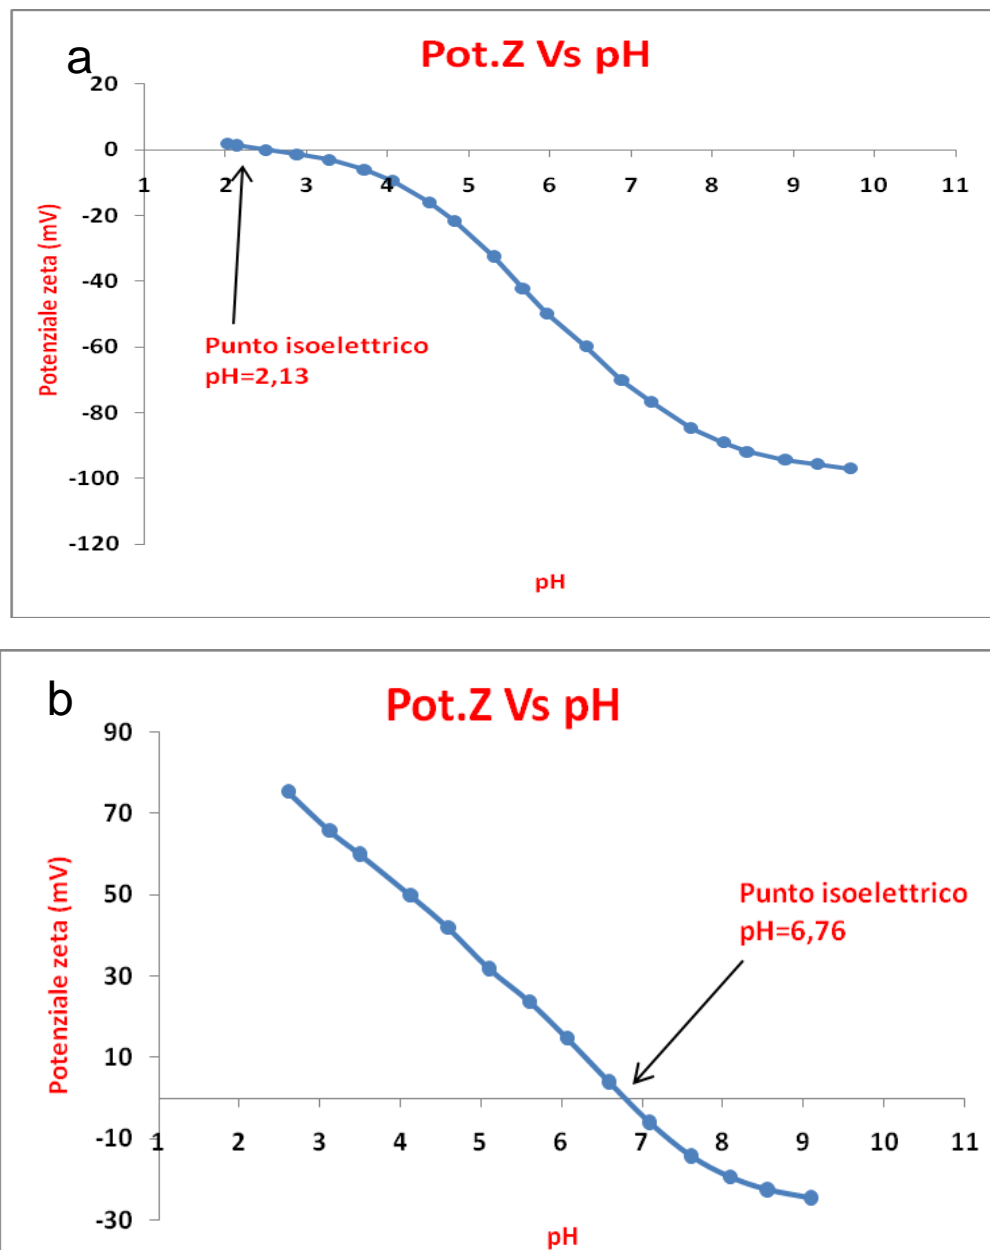 a
Pot.Z Vs pH
20
0
1 2 3 4 5 6 7 8 9 10 11
-20
-40
-60
-80
-100
-120
Potenziale zeta (mV)
Punto isoelettrico
pH=2,13
pH
b
Pot.Z Vs pH
90
70
50
30
10
-10
-30
1 2 3 4 5 6 7 8 9 10 11
Potenziale zeta (mV)
Punto isoelettrico
pH=6,76
pH